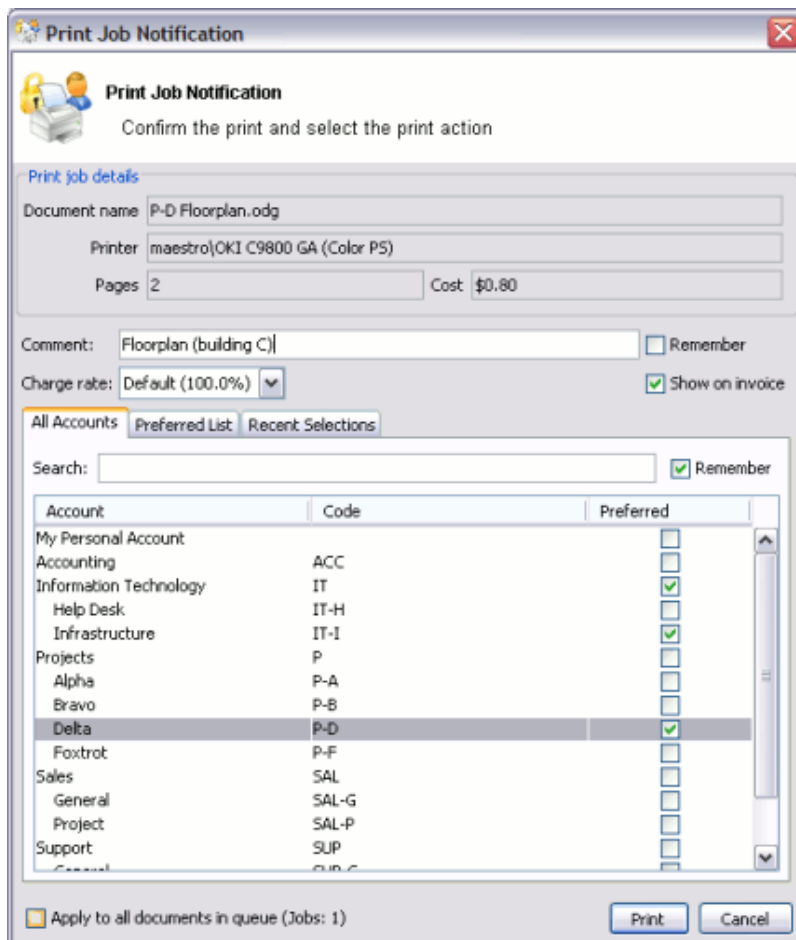 Print Job Notification
Print Job Notification
Confirm the print and select the print action
Print job details
Document name P-D Floorplan.odg
Printer maestro\OKI C9800 GA (Color PS)
Pages 2 Cost $0.80
Comment: Floorplan (building C) Remember
Charge rate: Default (100.0%) Show on invoice
All Accounts Preferred List Recent Selections
Search: Remember
Account Code Preferred
My Personal Account
Accounting ACC
Information Technology IT
Help Desk IT-H
Infrastructure IT-I
Projects P
Alpha P-A
Bravo P-B
Delta P-D
Foxtrot P-F
Sales SAL
General SAL-G
Project SAL-P
Support SUP
General SUP-G
Apply to all documents in queue (Jobs: 1) Print Cancel